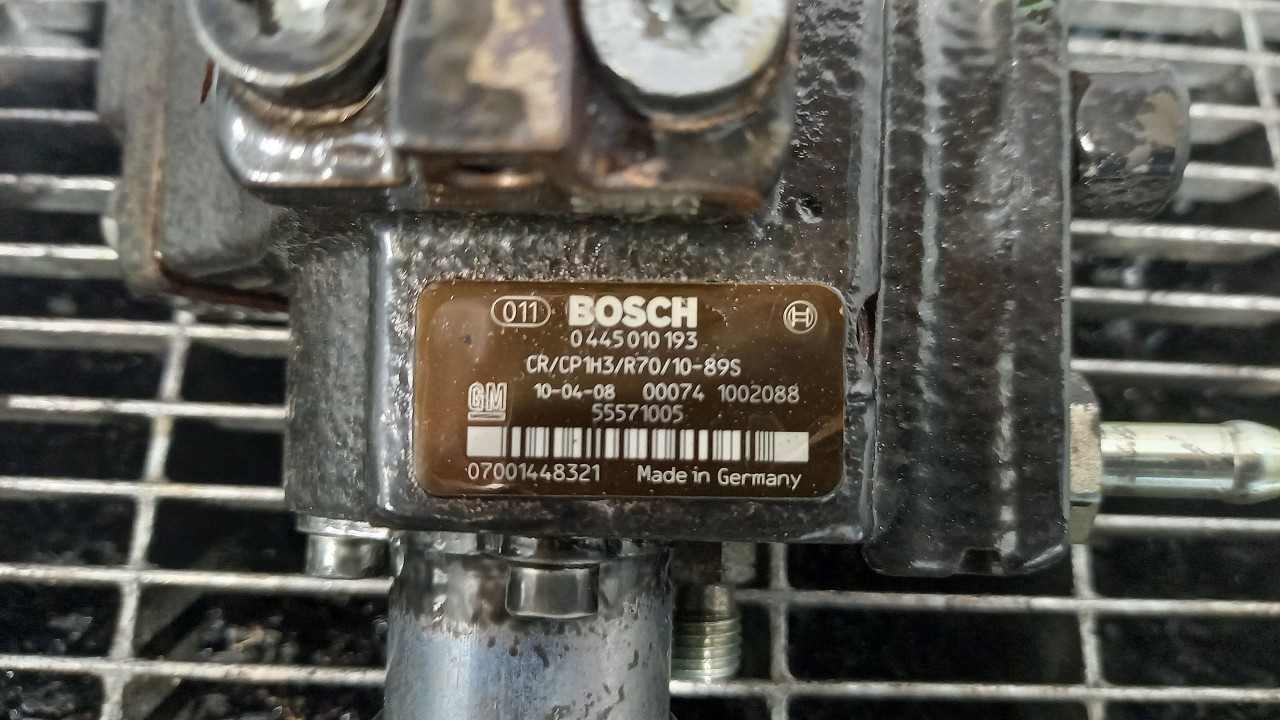 011 BOSCH
0 445 010 193
CR/CP1H3/R70/10-89S
GM 10-04-08 00074 1002088
55571005
07001448321 Made in Germany